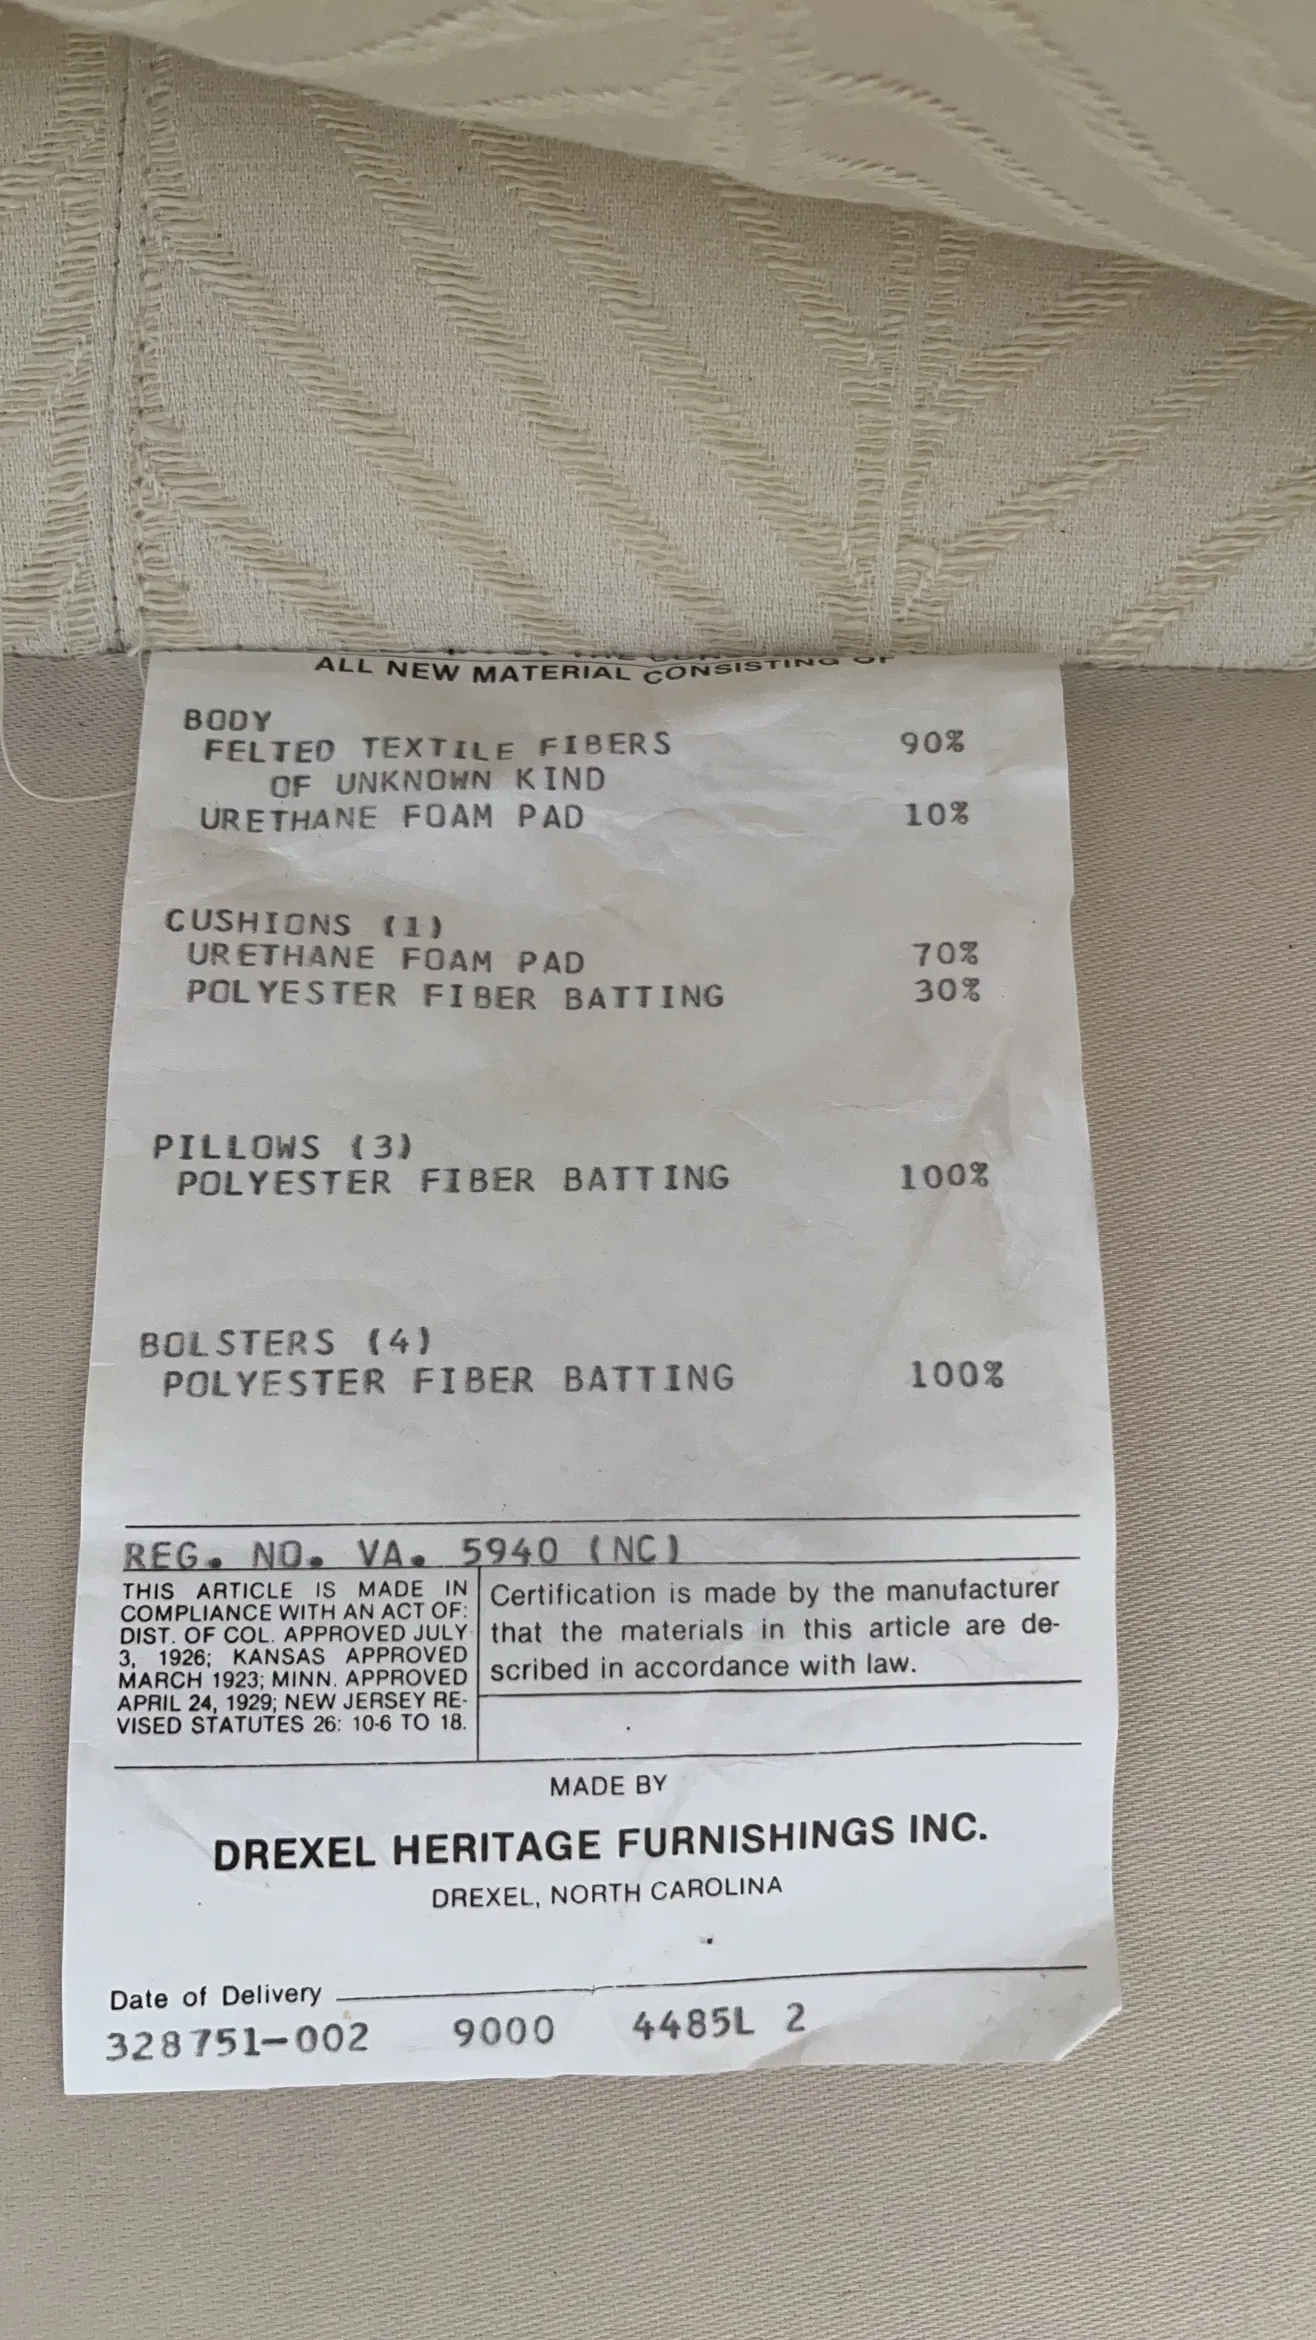 ALL NEW MATERIAL CONSISTING OF
BODY
FELTED TEXTILE FIBERS 90%
OF UNKNOWN KIND
URETHANE FOAM PAD 10%
CUSHIONS (1)
URETHANE FOAM PAD 70%
POLYESTER FIBER BATTING 30%
PILLOWS (3)
POLYESTER FIBER BATTING 100%
BOLSTERS (4)
POLYESTER FIBER BATTING 100%
REG. NO. VA. 5940 (NC)
THIS ARTICLE IS MADE IN
COMPLIANCE WITH AN ACT OF:
DIST. OF COL. APPROVED JULY
3, 1926; KANSAS APPROVED
MARCH 1923; MINN. APPROVED
APRIL 24, 1929; NEW JERSEY RE-
VISED STATUTES 26: 10-6 TO 18.
Certification is made by the manufacturer
that the materials in this article are de-
scribed in accordance with law.
MADE BY
DREXEL HERITAGE FURNISHINGS INC.
DREXEL, NORTH CAROLINA
Date of Delivery
328751-002 9000 4485L 2